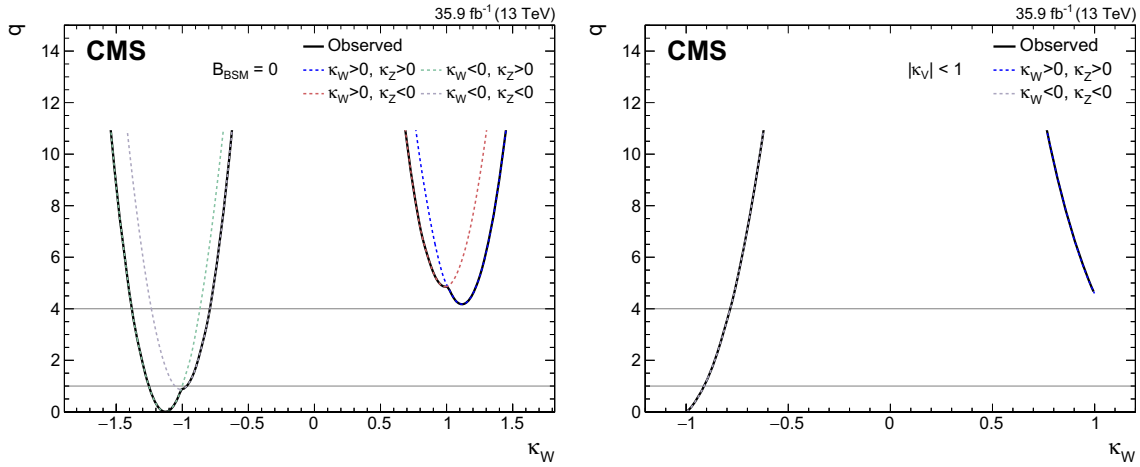 35.9 fb⁻¹ (13 TeV)
q
CMS
Observed
B_BSM = 0
κ_W>0, κ_Z>0
κ_W<0, κ_Z>0
κ_W>0, κ_Z<0
κ_W<0, κ_Z<0
14
12
10
8
6
4
2
0
−1.5 −1 −0.5 0 0.5 1 1.5
κ_W
35.9 fb⁻¹ (13 TeV)
q
CMS
Observed
|κ_V| < 1
κ_W>0, κ_Z>0
κ_W<0, κ_Z<0
14
12
10
8
6
4
2
0
−1 −0.5 0 0.5 1
κ_W